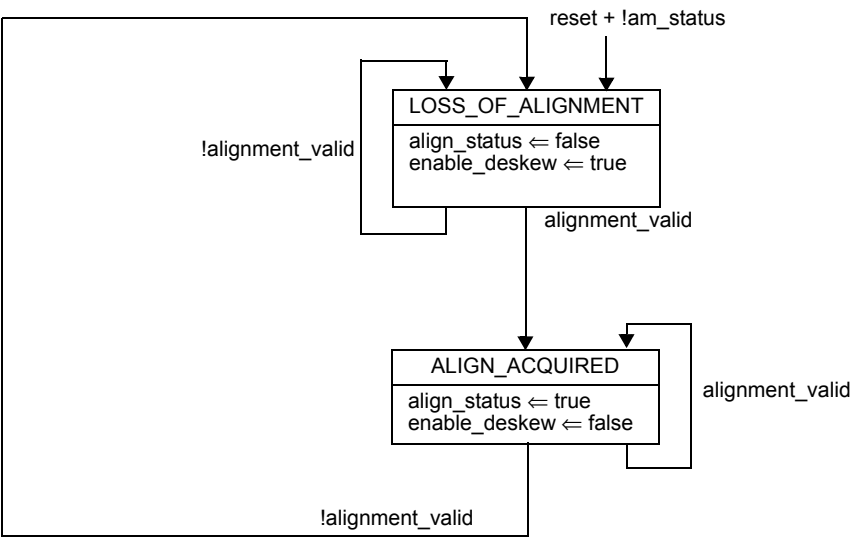 reset + !am_status
LOSS_OF_ALIGNMENT
align_status ⇐ false
enable_deskew ⇐ true
!alignment_valid
alignment_valid
ALIGN_ACQUIRED
align_status ⇐ true
enable_deskew ⇐ false
alignment_valid
!alignment_valid